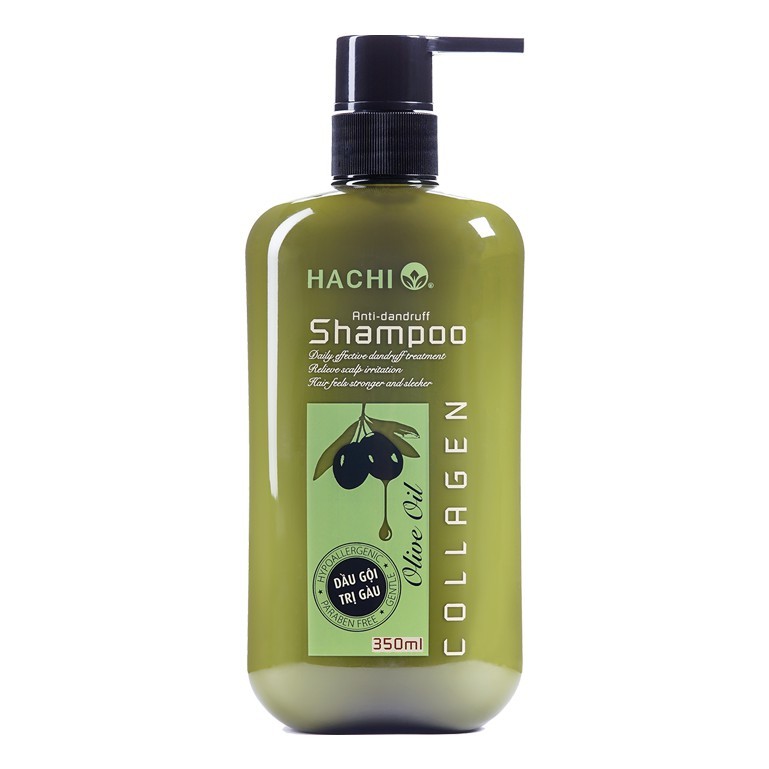 HACHI ®
Anti-dandruff
Shampoo
Daily effective dandruff treatment
Relieve scalp irritation
Hair feels stronger and sleeker
COLLAGEN
Olive Oil
HYPOALLERGENIC
GENTLE
PARABEN FREE
DẦU GỘI
TRỊ GÀU
350ml